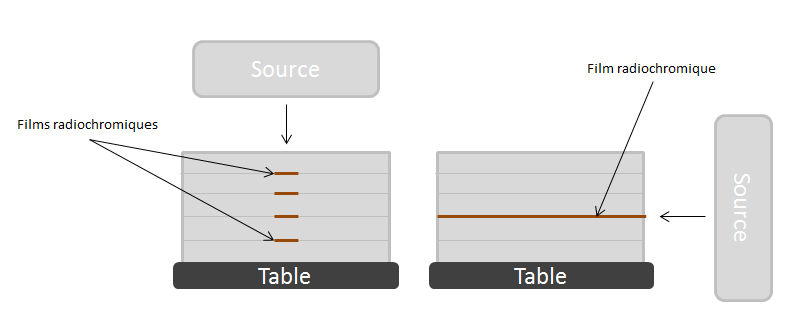 Source
Film radiochromique
Films radiochromiques
Source
Table
Table